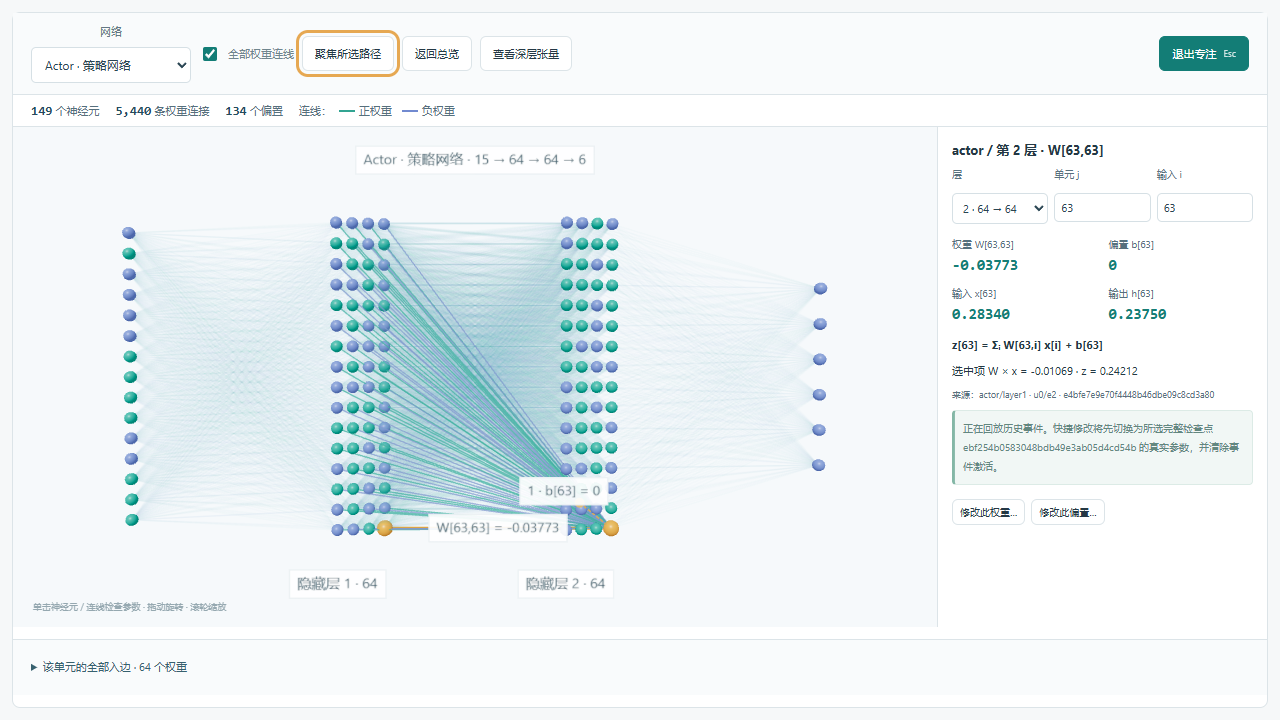 网络
Actor · 策略网络
全部权重连线
聚焦所选路径
返回总览
查看深层张量
退出专注 Esc
149 个神经元 5,440 条权重连接 134 个偏置 连线： 正权重 负权重
Actor · 策略网络 · 15 → 64 → 64 → 6
1 · b[63] = 0
W[63,63] = -0.03773
隐藏层 1 · 64
隐藏层 2 · 64
单击神经元 / 连线检查参数 · 拖动旋转 · 滚轮缩放
actor / 第 2 层 · W[63,63]
层 单元 j 输入 i
2 · 64 → 64 63 63
权重 W[63,63] 偏置 b[63]
-0.03773 0
输入 x[63] 输出 h[63]
0.28340 0.23750
z[63] = Σᵢ W[63,i] x[i] + b[63]
选中项 W × x = -0.01069 · z = 0.24212
来源：actor/layer1 · u0/e2 · e4bfe7e9e70f4448b46dbe09c8cd3a80
正在回放历史事件。快捷修改将先切换为所选完整检查点
ebf254b0583048bdb49e3ab05d4cd54b 的真实参数，并清除事
件激活。
修改此权重... 修改此偏置...
▶ 该单元的全部入边 · 64 个权重